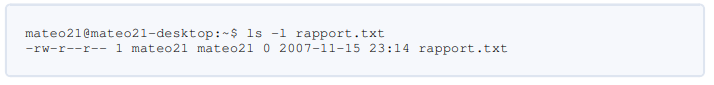 mateo21@mateo21-desktop:~$ ls -l rapport.txt
-rw-r--r-- 1 mateo21 mateo21 0 2007-11-15 23:14 rapport.txt